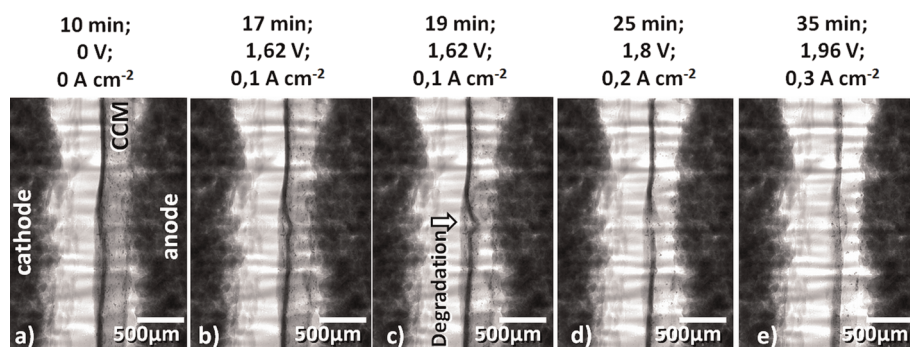 10 min;
0 V;
0 A cm-2
17 min;
1,62 V;
0,1 A cm-2
19 min;
1,62 V;
0,1 A cm-2
25 min;
1,8 V;
0,2 A cm-2
35 min;
1,96 V;
0,3 A cm-2
cathode
CCM
anode
a)
500µm
b)
500µm
Degradation
c)
500µm
d)
500µm
e)
500µm